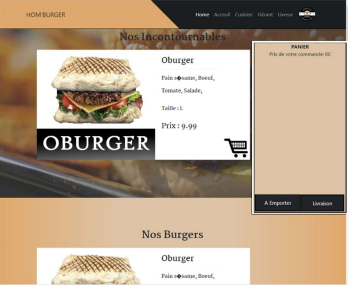 HOM'BURGER
Home Acceuil Cuisine Gérant Livreur
Nos Incontournables
Oburger
Pain s�same, Boeuf,
Tomate, Salade,
Taille : L
Prix : 9.99
OBURGER
PANIER
Prix de votre commande: 0€
A Emporter
Livraison
Nos Burgers
Oburger
Pain s�same, Boeuf,